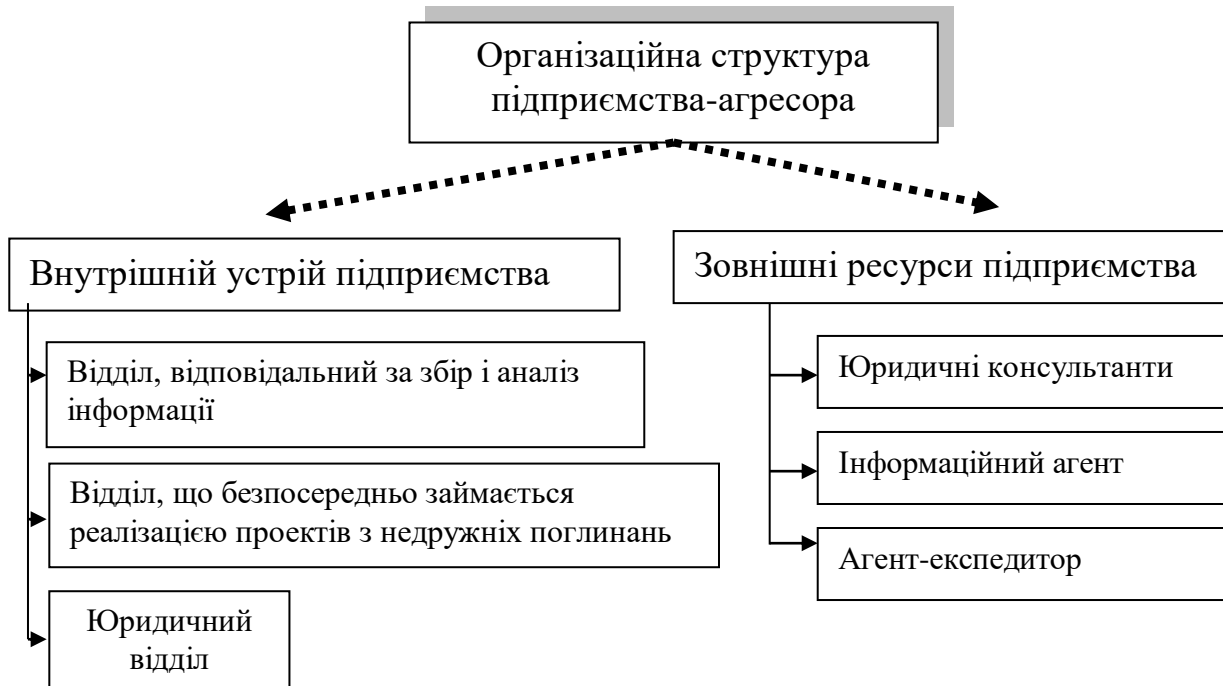 Організаційна структура
підприємства-агресора
Внутрішній устрій підприємства
Відділ, відповідальний за збір і аналіз
інформації
Відділ, що безпосередньо займається
реалізацією проектів з недружніх поглинань
Юридичний
відділ
Зовнішні ресурси підприємства
Юридичні консультанти
Інформаційний агент
Агент-експедитор